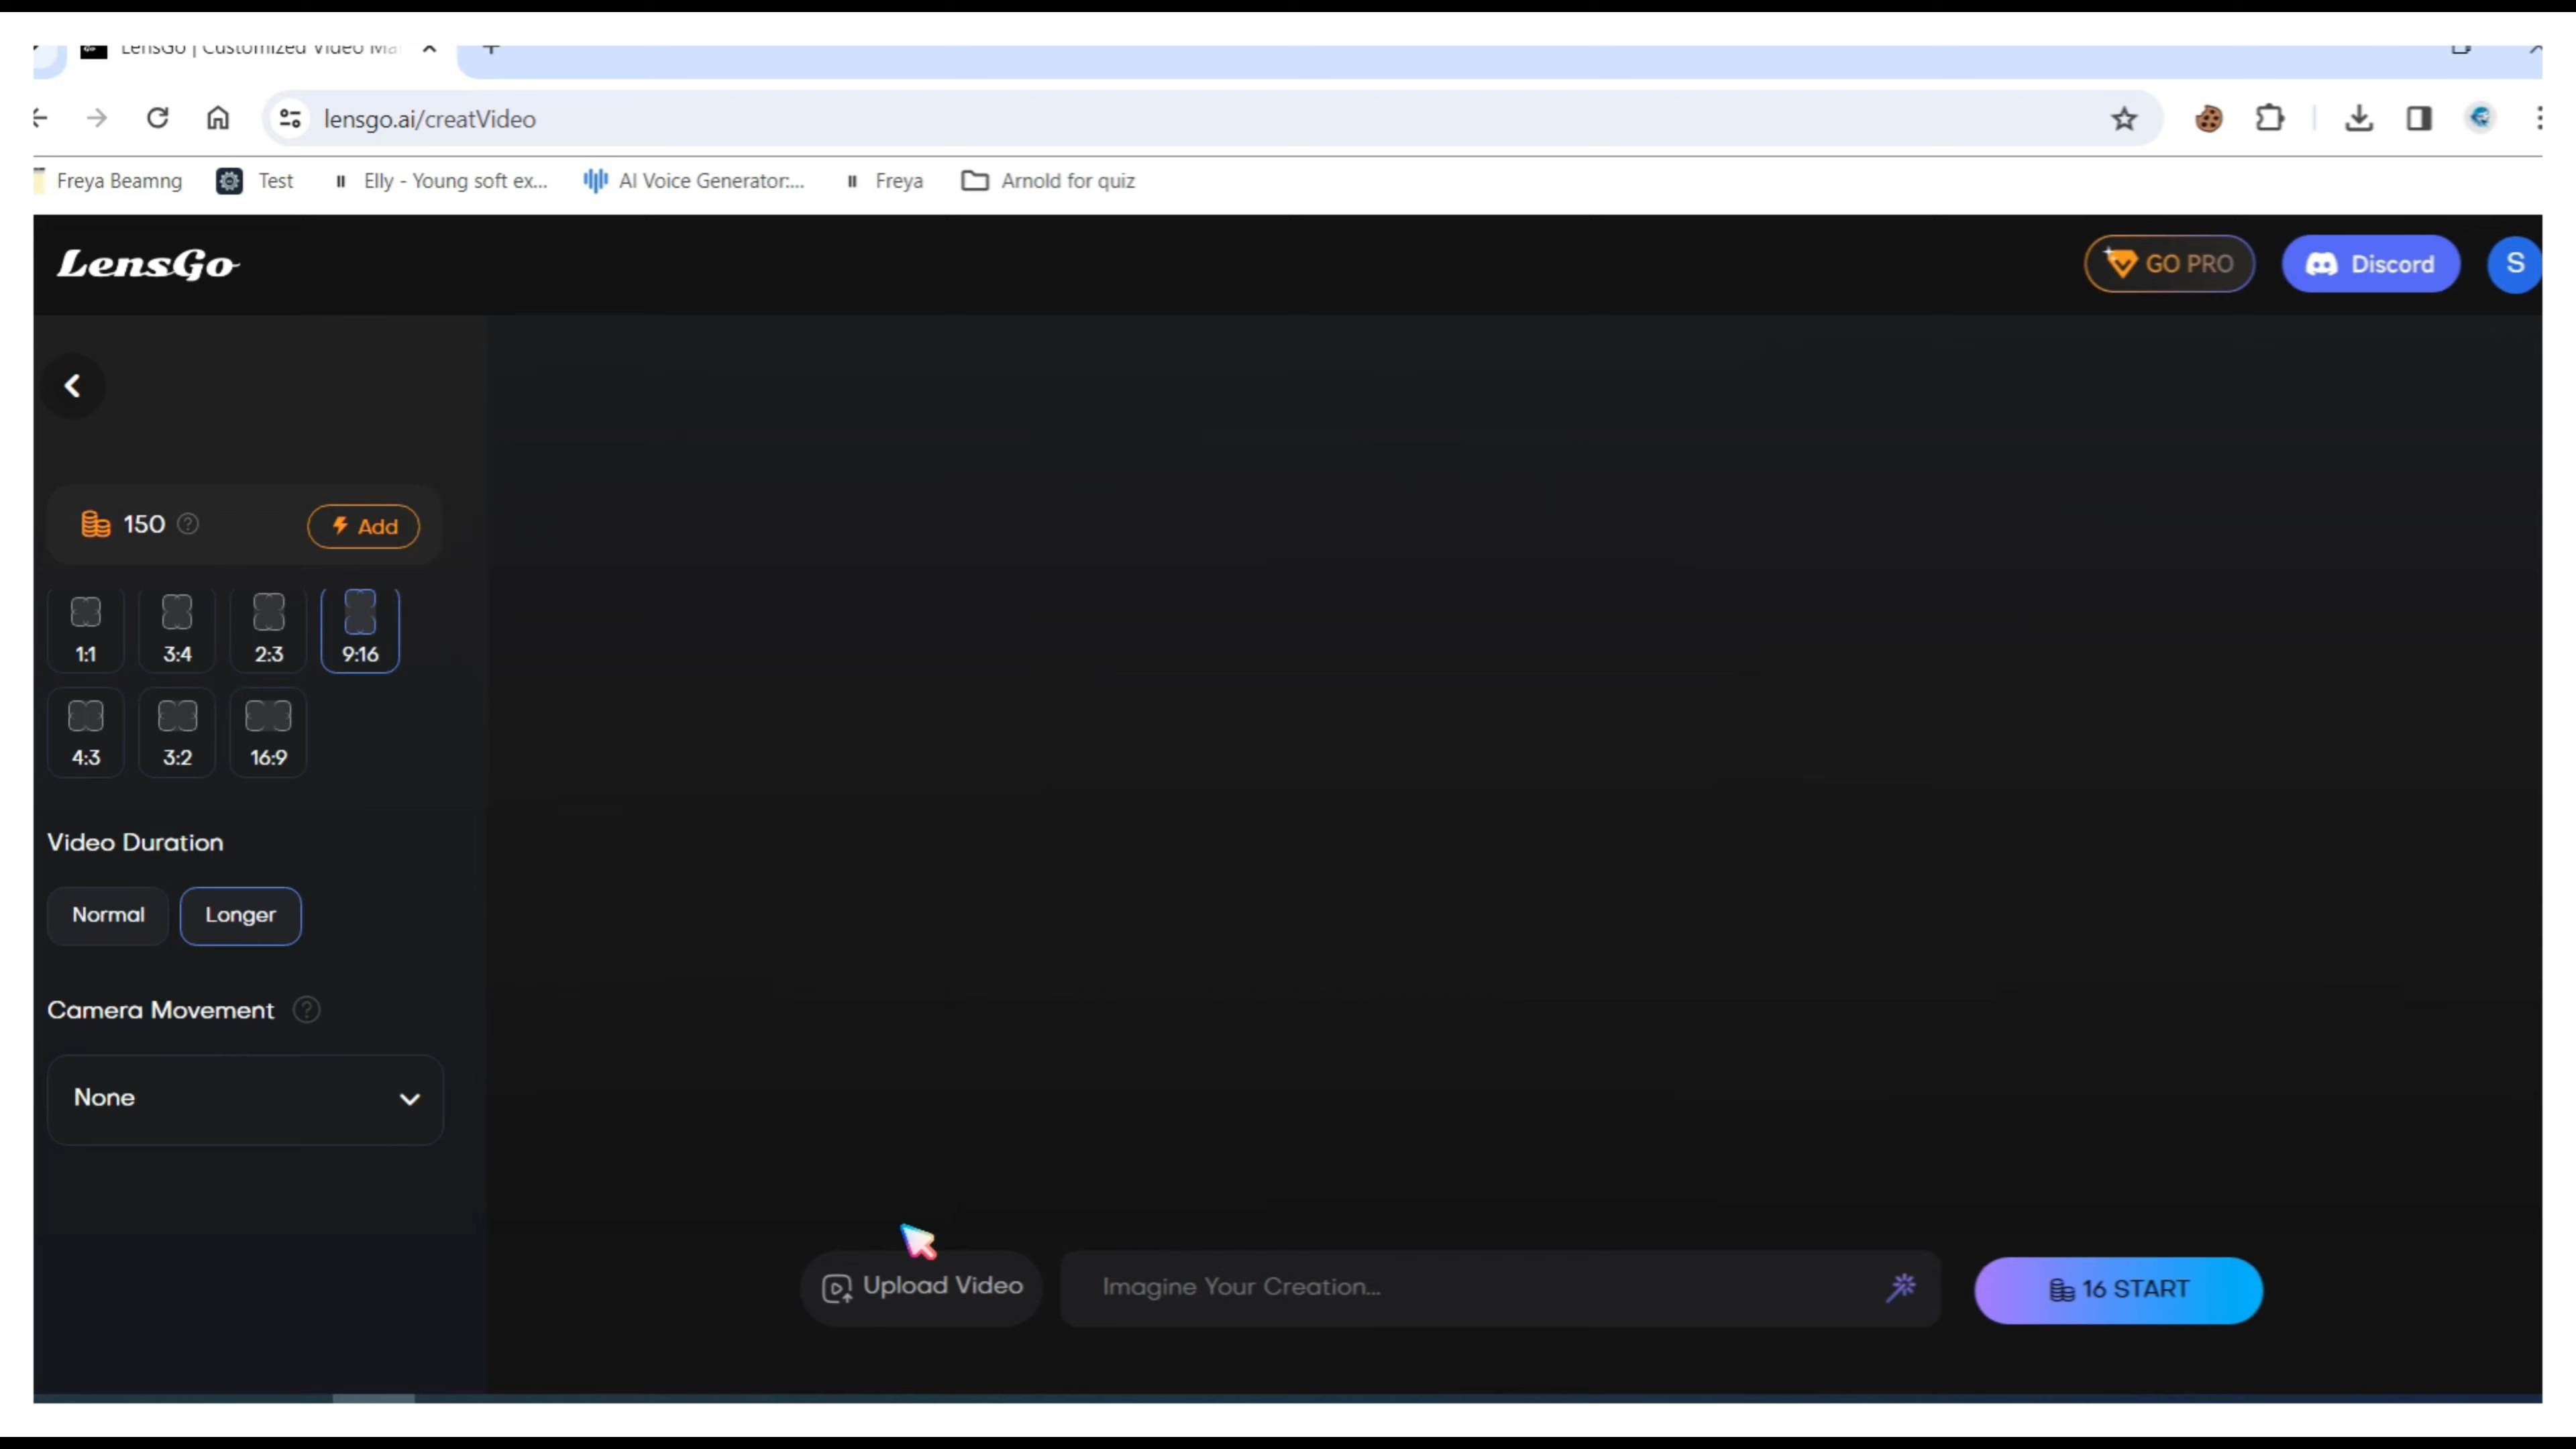 LensGo | Customized Video Ma
lensgo.ai/creatVideo
Freya Beamng
Test
Elly - Young soft ex...
AI Voice Generator:...
Freya
Arnold for quiz
LensGo
GO PRO
Discord
S
150
Add
1:1
3:4
2:3
9:16
4:3
3:2
16:9
Video Duration
Normal
Longer
Camera Movement
None
Upload Video
Imagine Your Creation...
16 START